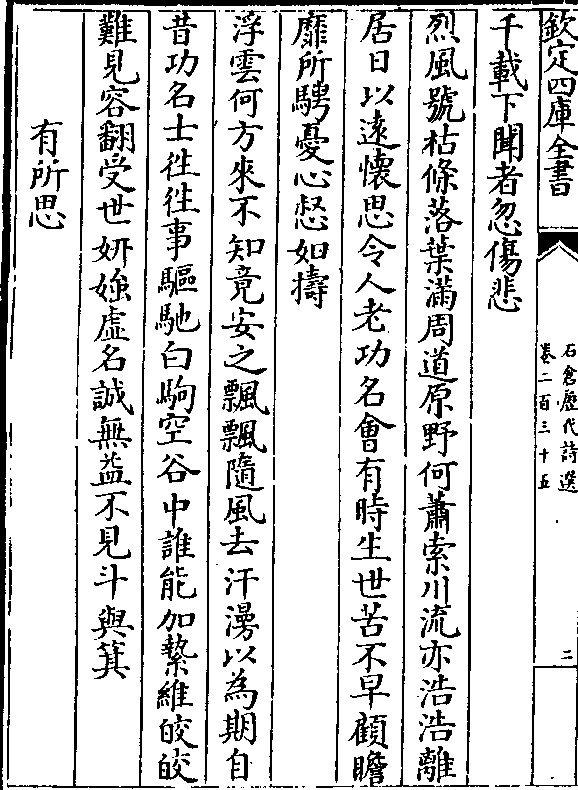 欽定四庫全書
石倉歷代詩選
卷二百三十五
二
千載下聞者忽傷悲
烈風號枯條落葉滿周道原野何蕭索川流亦浩浩離
居日以遠懷思令人老功名會有時生世苦不早顧瞻
靡所騁憂心惄如擣
浮雲何方來不知竟安之飄飄隨風去汗漫以為期自
昔功名士徃徃事驅馳白駒空谷中誰能加縶維皎皎
難見容翻受世妍媸虛名誠無益不見斗與箕
有所思